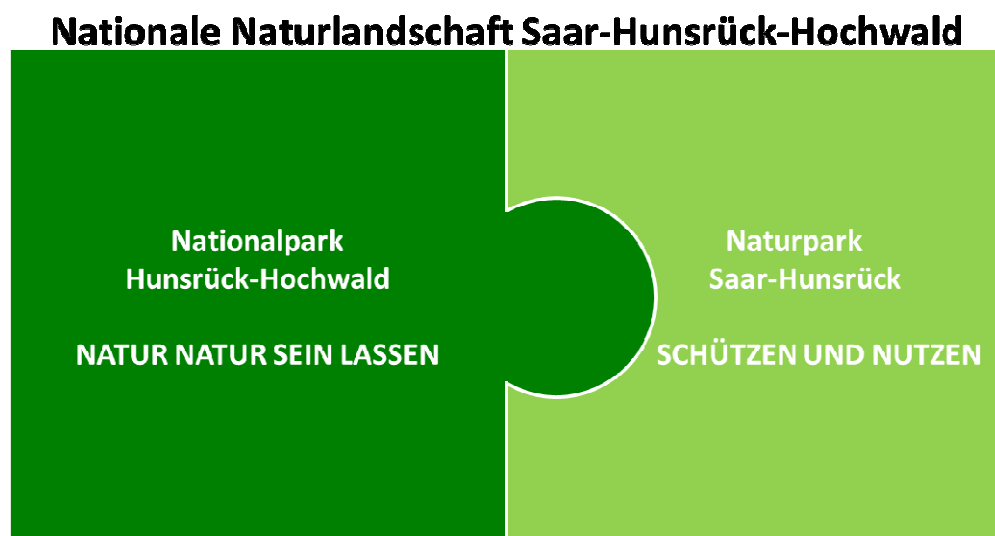 Nationale Naturlandschaft Saar-Hunsrück-Hochwald
Nationalpark
Hunsrück-Hochwald
NATUR NATUR SEIN LASSEN
Naturpark
Saar-Hunsrück
SCHÜTZEN UND NUTZEN